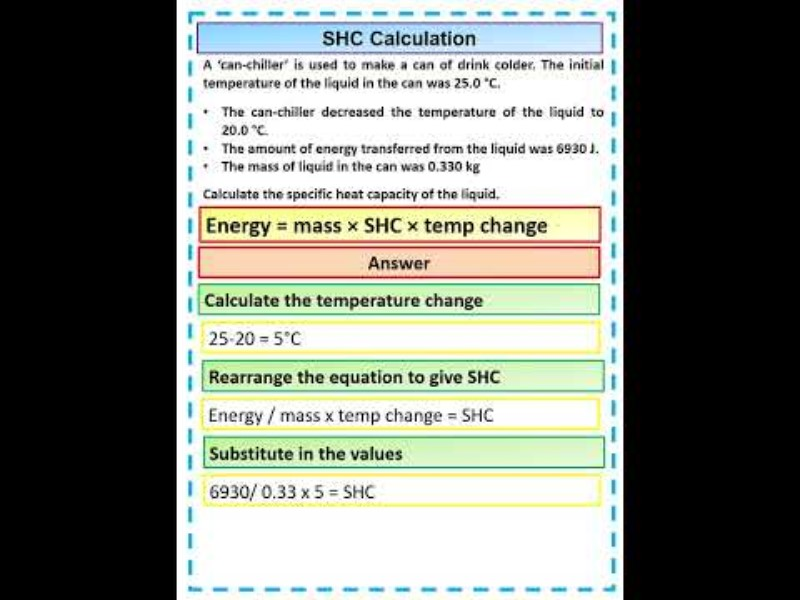 SHC Calculation
A 'can-chiller' is used to make a can of drink colder. The initial
temperature of the liquid in the can was 25.0 °C.
• The can-chiller decreased the temperature of the liquid to
20.0 °C.
• The amount of energy transferred from the liquid was 6930 J.
• The mass of liquid in the can was 0.330 kg
Calculate the specific heat capacity of the liquid.
Energy = mass × SHC × temp change
Answer
Calculate the temperature change
25-20 = 5°C
Rearrange the equation to give SHC
Energy / mass x temp change = SHC
Substitute in the values
6930/ 0.33 x 5 = SHC